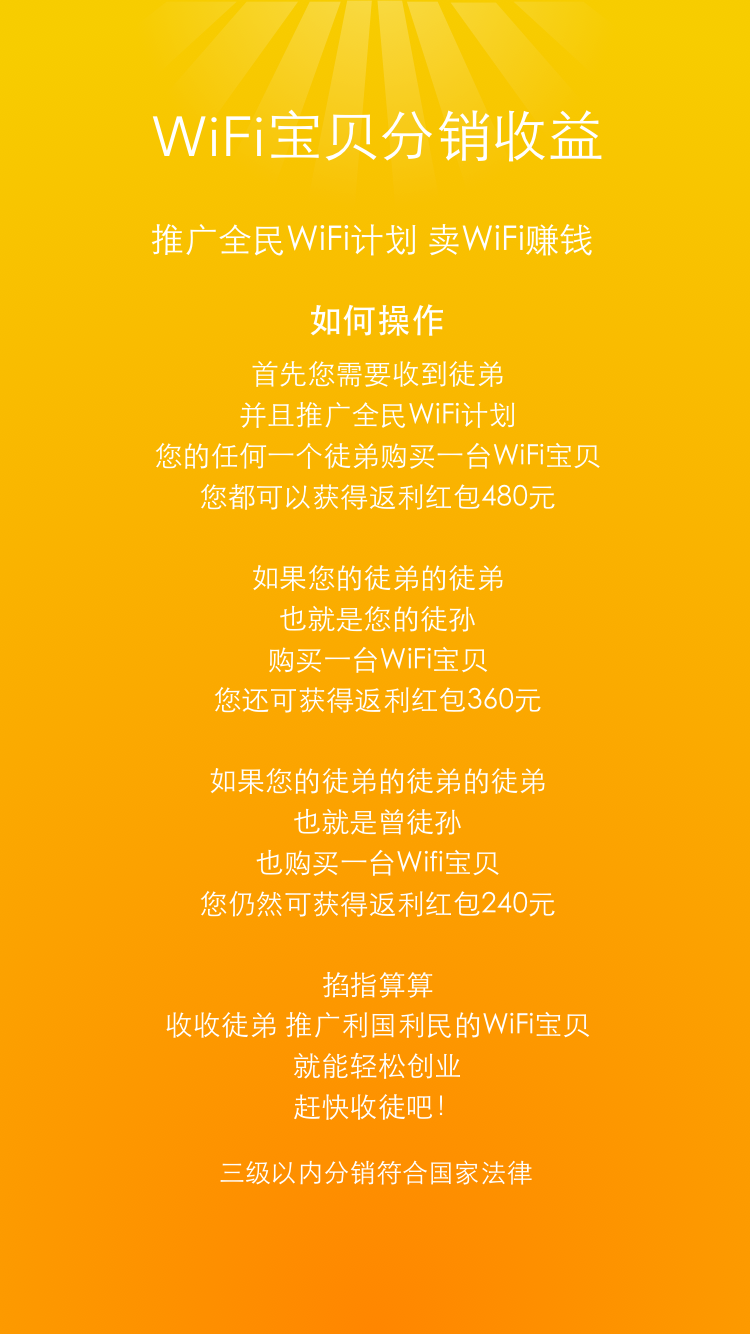 WiFi宝贝分销收益
推广全民WiFi计划 卖WiFi赚钱
如何操作
首先您需要收到徒弟
并且推广全民WiFi计划
您的任何一个徒弟购买一台WiFi宝贝
您都可以获得返利红包480元
如果您的徒弟的徒弟
也就是您的徒孙
购买一台WiFi宝贝
您还可获得返利红包360元
如果您的徒弟的徒弟的徒弟
也就是曾徒孙
也购买一台Wifi宝贝
您仍然可获得返利红包240元
掐指算算
收收徒弟 推广利国利民的WiFi宝贝
就能轻松创业
赶快收徒吧！
三级以内分销符合国家法律